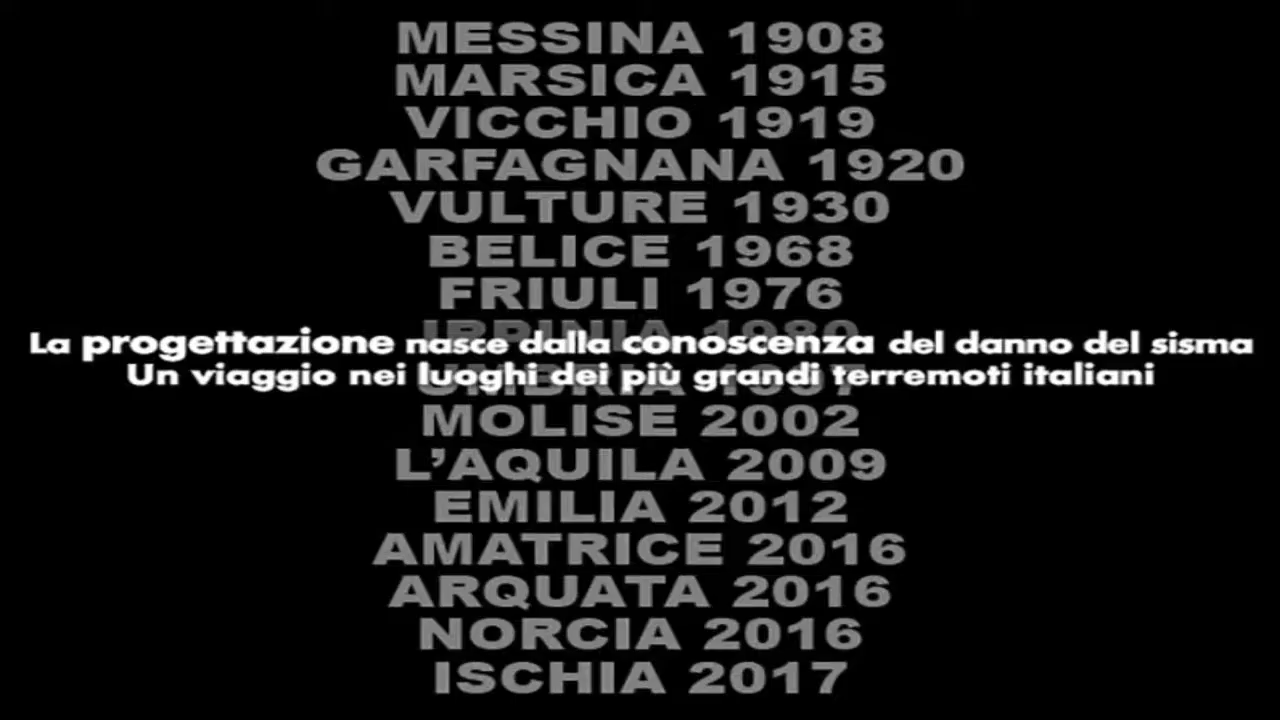 MESSINA 1908
MARSICA 1915
VICCHIO 1919
GARFAGNANA 1920
VULTURE 1930
BELICE 1968
FRIULI 1976
IRPINIA 1980
La progettazione nasce dalla conoscenza del danno del sisma
Un viaggio nei luoghi dei più grandi terremoti italiani
UMBRIA 1997
MOLISE 2002
L’AQUILA 2009
EMILIA 2012
AMATRICE 2016
ARQUATA 2016
NORCIA 2016
ISCHIA 2017